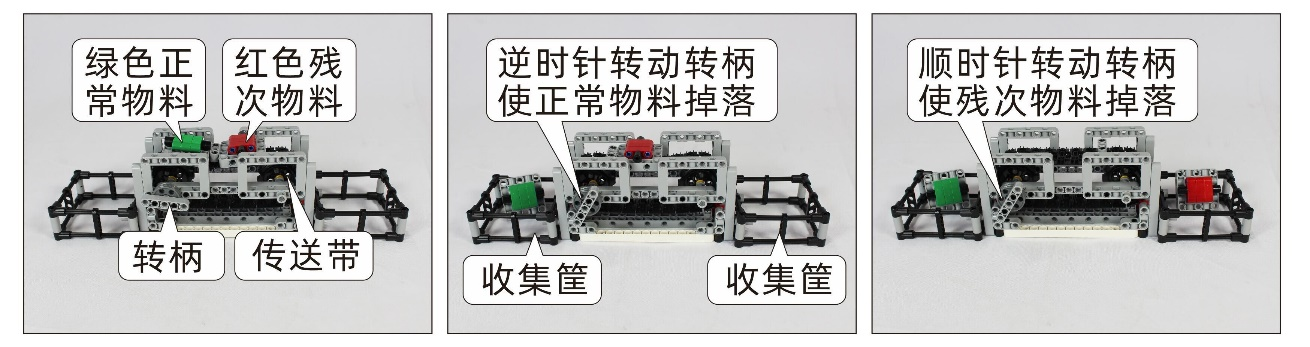 绿色正
常物料
红色残
次物料
转柄
传送带
逆时针转动转柄
使正常物料掉落
收集筐
收集筐
顺时针转动转柄
使残次物料掉落